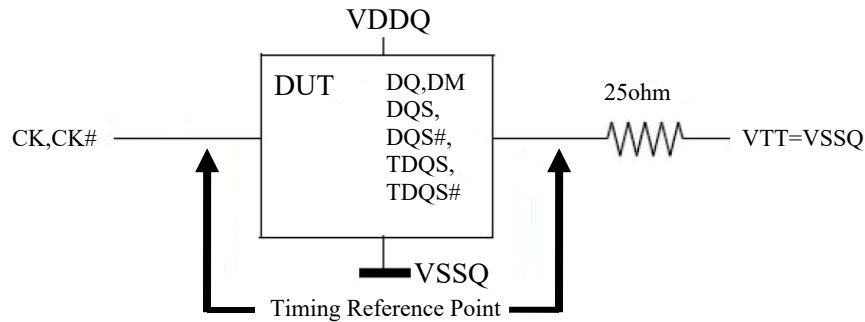 VDDQ
DUT
DQ,DM
DQS,
DQS#,
TDQS,
TDQS#
CK,CK#
25ohm
VTT=VSSQ
VSSQ
Timing Reference Point